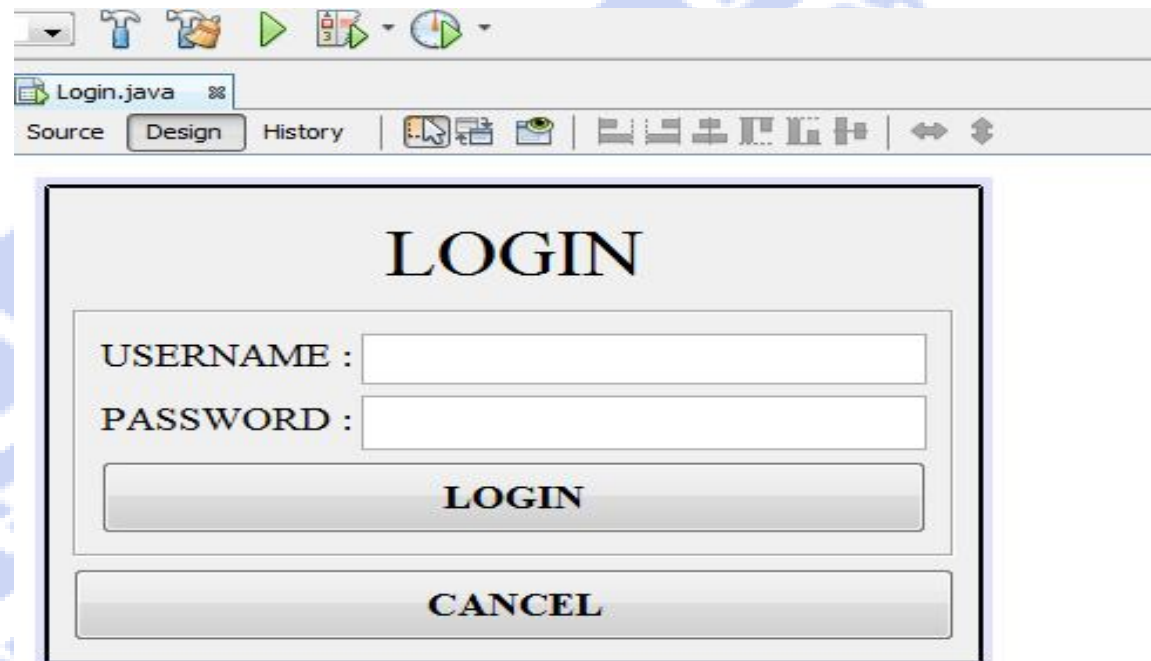 Login.java
Source Design History
LOGIN
USERNAME :
PASSWORD :
LOGIN
CANCEL